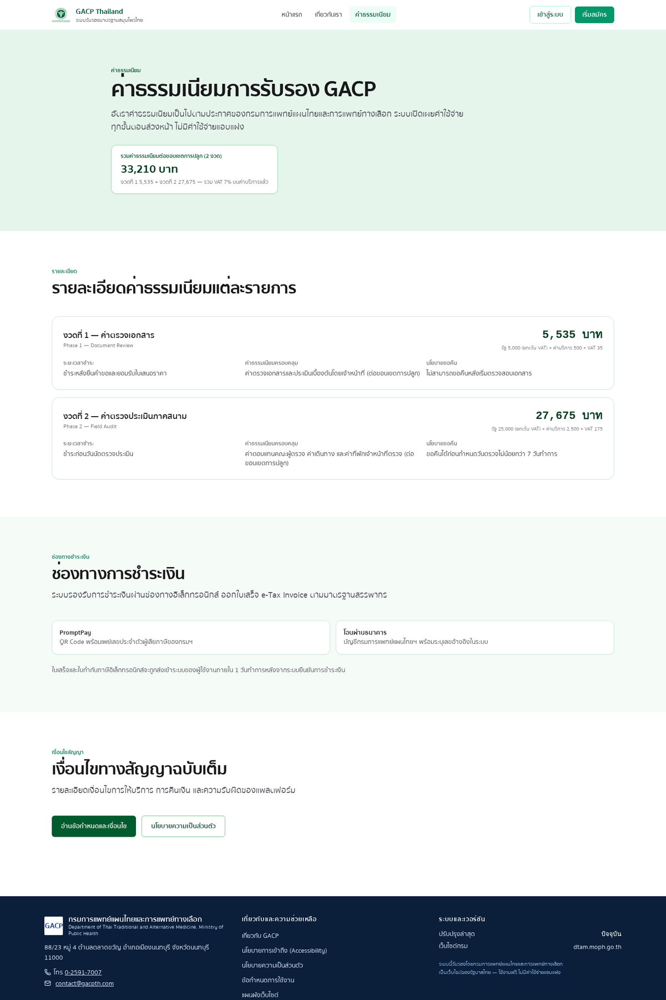 GACP Thailand
ระบบรับรองมาตรฐานสมุนไพรไทย
หน้าแรก
เกี่ยวกับเรา
ค่าธรรมเนียม
เข้าสู่ระบบ
เริ่มสมัคร
ค่าธรรมเนียม
ค่าธรรมเนียมการรับรอง GACP
อัตราค่าธรรมเนียมเป็นไปตามประกาศของกรมการแพทย์แผนไทยและการแพทย์ทางเลือก ระบบเปิดเผยค่าใช้จ่าย
ทุกขั้นตอนล่วงหน้า ไม่มีค่าใช้จ่ายแอบแฝง
รวมค่าธรรมเนียมต่อขอบเขตการปลูก (2 งวด)
33,210 บาท
งวดที่ 1 5,535 + งวดที่ 2 27,675 — รวม VAT 7% บนค่าบริการแล้ว
รายละเอียด
รายละเอียดค่าธรรมเนียมแต่ละรายการ
งวดที่ 1 — ค่าตรวจเอกสาร
5,535 บาท
Phase 1 — Document Review
รัฐ 5,000 (ยกเว้น VAT) + ค่าบริการ 500 + VAT 35
ระยะเวลาชำระ
ค่าธรรมเนียมครอบคลุม
นโยบายขอคืน
ชำระหลังยื่นคำขอและยอมรับใบเสนอราคา
ค่าตรวจเอกสารและประเมินเบื้องต้นโดยเจ้าหน้าที่ (ต่อขอบเขตการปลูก)
ไม่สามารถขอคืนหลังเริ่มตรวจสอบเอกสาร
งวดที่ 2 — ค่าตรวจประเมินภาคสนาม
27,675 บาท
Phase 2 — Field Audit
รัฐ 25,000 (ยกเว้น VAT) + ค่าบริการ 2,500 + VAT 175
ระยะเวลาชำระ
ค่าธรรมเนียมครอบคลุม
นโยบายขอคืน
ชำระก่อนวันนัดตรวจประเมิน
ค่าตอบแทนคณะผู้ตรวจ ค่าเดินทาง และค่าที่พักเจ้าหน้าที่ตรวจ (ต่อ
ขอบเขตการปลูก)
ขอคืนได้ก่อนกำหนดวันตรวจไม่น้อยกว่า 7 วันทำการ
ช่องทางชำระเงิน
ช่องทางการชำระเงิน
ระบบรองรับการชำระเงินผ่านช่องทางอิเล็กทรอนิกส์ ออกใบเสร็จ e-Tax Invoice ตามมาตรฐานสรรพากร
PromptPay
QR Code พร้อมเพย์เลขประจำตัวผู้เสียภาษีของกรมฯ
โอนผ่านธนาคาร
บัญชีกรมการแพทย์แผนไทยฯ พร้อมระบุเลขอ้างอิงในระบบ
ใบเสร็จและใบกำกับภาษีอิเล็กทรอนิกส์จะถูกส่งเข้าระบบของผู้ใช้งานภายใน 1 วันทำการหลังจากระบบยืนยันการชำระเงิน
เงื่อนไขสัญญา
เงื่อนไขทางสัญญาฉบับเต็ม
รายละเอียดเงื่อนไขการให้บริการ การคืนเงิน และความรับผิดของแพลตฟอร์ม
อ่านข้อกำหนดและเงื่อนไข
นโยบายความเป็นส่วนตัว
GACP
กรมการแพทย์แผนไทยและการแพทย์ทางเลือก
Department of Thai Traditional and Alternative Medicine, Ministry of
Public Health
88/23 หมู่ 4 ตำบลตลาดขวัญ อำเภอเมืองนนทบุรี จังหวัดนนทบุรี
11000
โทร 0-2591-7007
contact@gacpth.com
เกี่ยวกับและความช่วยเหลือ
เกี่ยวกับ GACP
นโยบายการเข้าถึง (Accessibility)
นโยบายความเป็นส่วนตัว
ข้อกำหนดการใช้งาน
แผนผังเว็บไซต์
ระบบและเวอร์ชัน
ปรับปรุงล่าสุด
ปัจจุบัน
เว็บไซต์กรม
dtam.moph.go.th
ระบบนี้รับรองโดยกรมการแพทย์แผนไทยและการแพทย์ทางเลือก
เป็นเว็บไซต์ของรัฐบาลไทย — ใช้งานฟรี ไม่มีค่าใช้จ่ายแอบแฝง